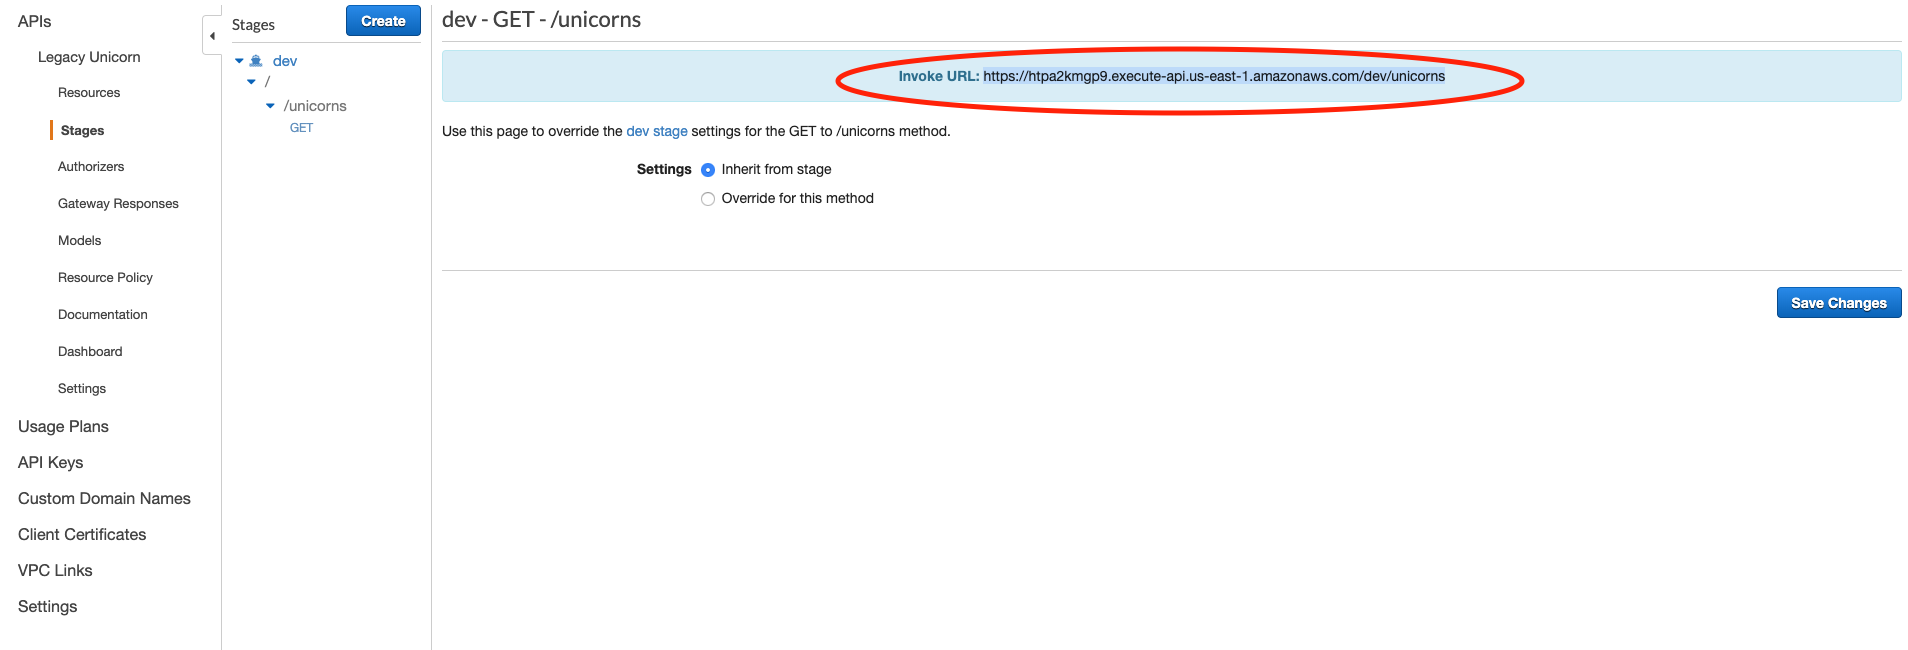 APIs
Legacy Unicorn
Resources
Stages
Authorizers
Gateway Responses
Models
Resource Policy
Documentation
Dashboard
Settings
Usage Plans
API Keys
Custom Domain Names
Client Certificates
VPC Links
Settings
Stages
Create
dev
/
/unicorns
GET
dev - GET - /unicorns
Invoke URL: https://htpa2kmgp9.execute-api.us-east-1.amazonaws.com/dev/unicorns
Use this page to override the dev stage settings for the GET to /unicorns method.
Settings Inherit from stage
Override for this method
Save Changes